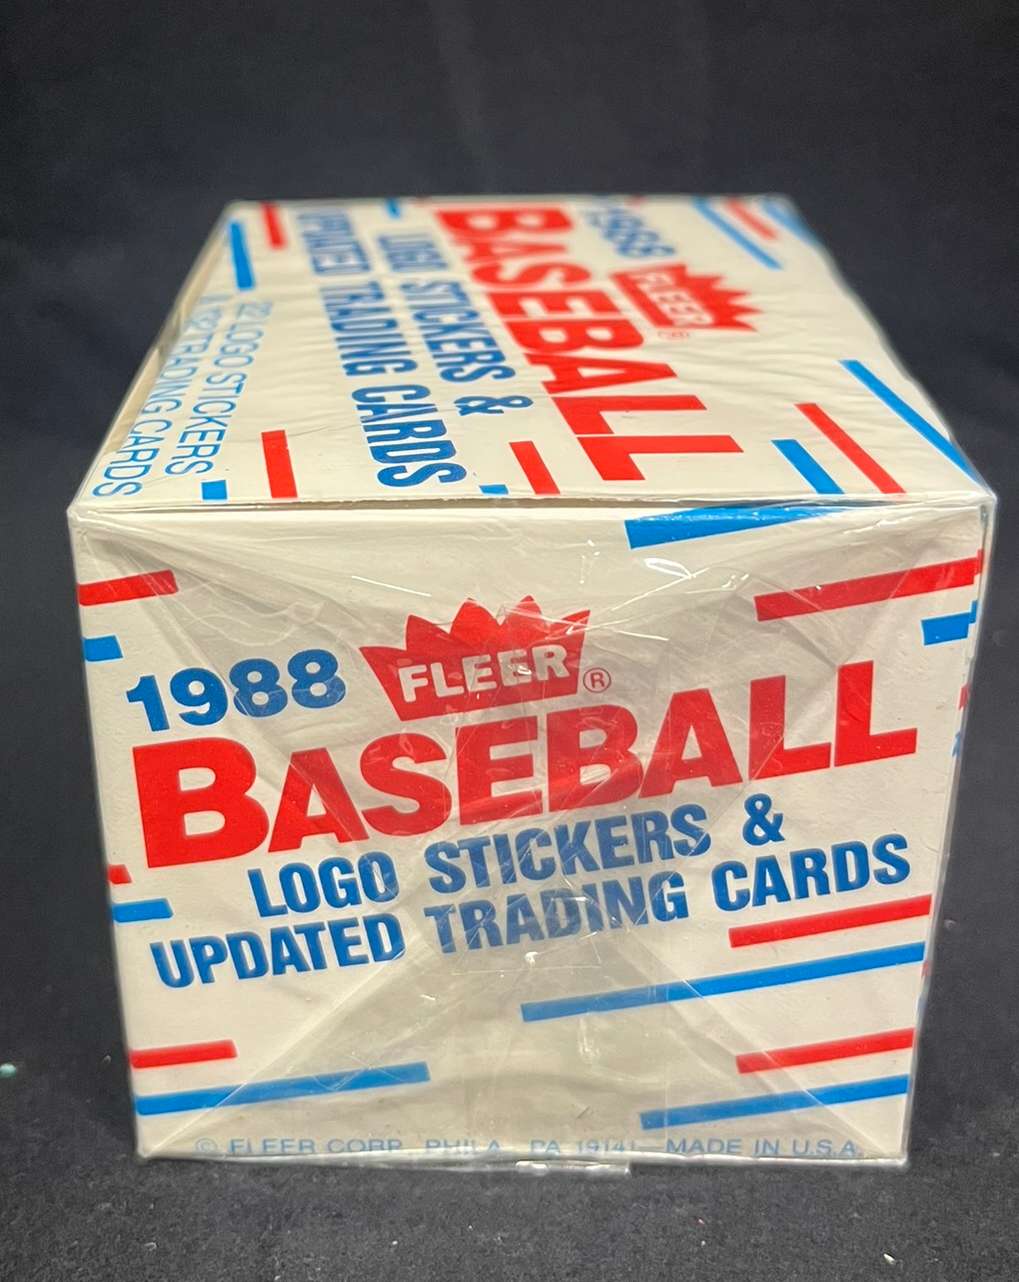 1988 FLEER®
BASEBALL
LOGO STICKERS &
UPDATED TRADING CARDS
22 LOGO STICKERS
132 TRADING CARDS
1988 FLEER®
BASEBALL
LOGO STICKERS &
UPDATED TRADING CARDS
© FLEER CORP. PHILA. PA 19141 MADE IN U.S.A.